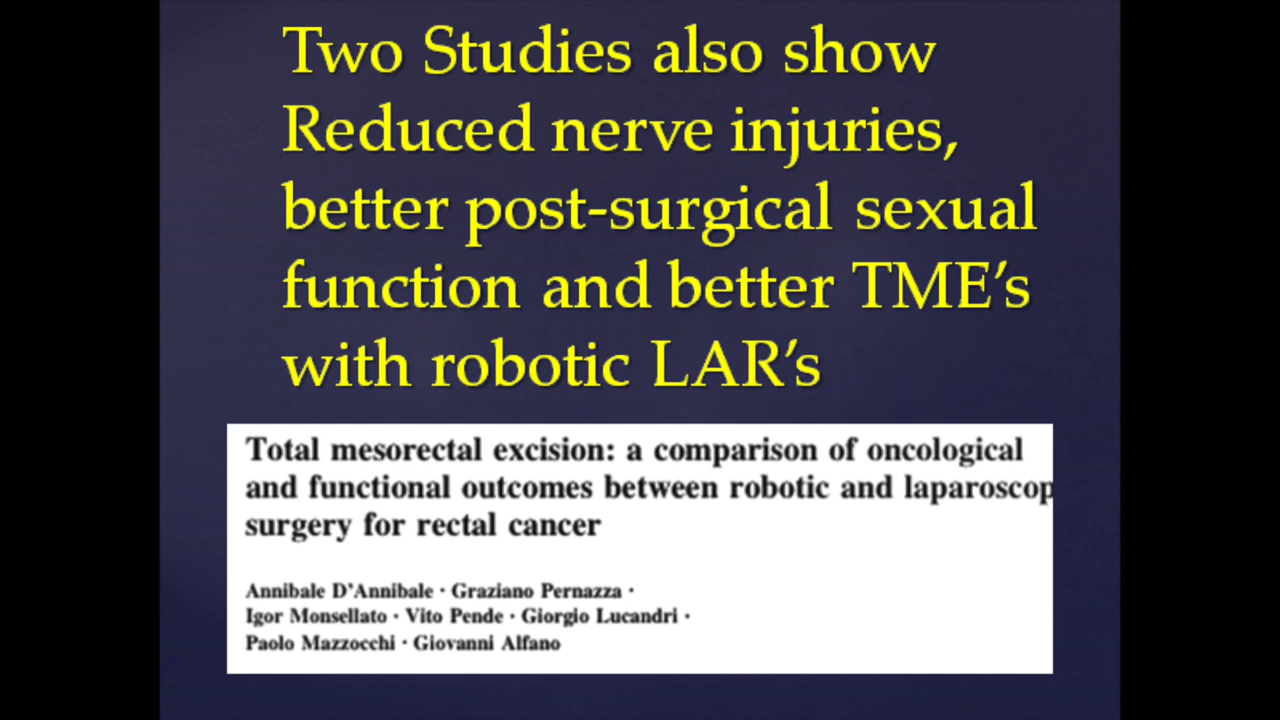 Two Studies also show
Reduced nerve injuries,
better post-surgical sexual
function and better TME's
with robotic LAR's
Total mesorectal excision: a comparison of oncological
and functional outcomes between robotic and laparoscop
surgery for rectal cancer
Annibale D'Annibale · Graziano Pernazza ·
Igor Monsellato · Vito Pende · Giorgio Lucandri ·
Paolo Mazzocchi · Giovanni Alfano